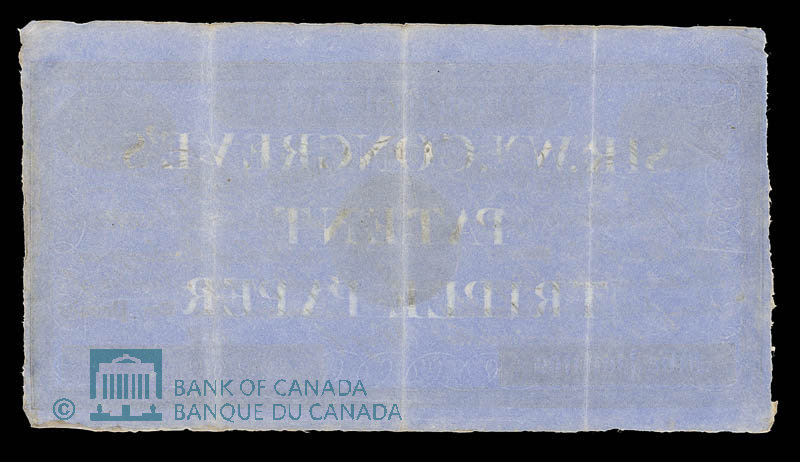 SIR Wᴹ CONGREVE'S
PATENT
TRIPLE PAPER
© BANK OF CANADA
BANQUE DU CANADA